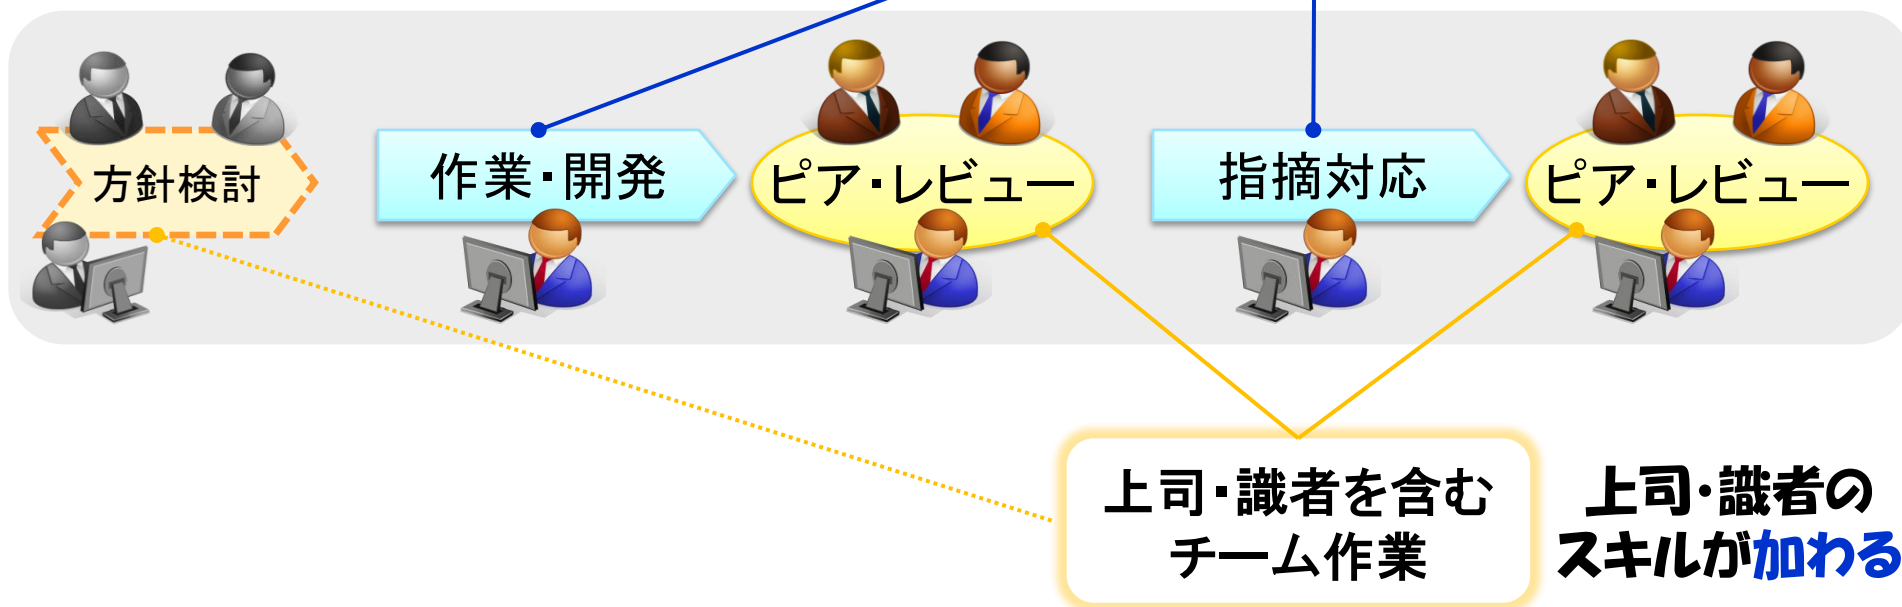 方針検討
作業・開発
ピア・レビュー
指摘対応
ピア・レビュー
上司・識者を含む
チーム作業
上司・識者の
スキルが加わる